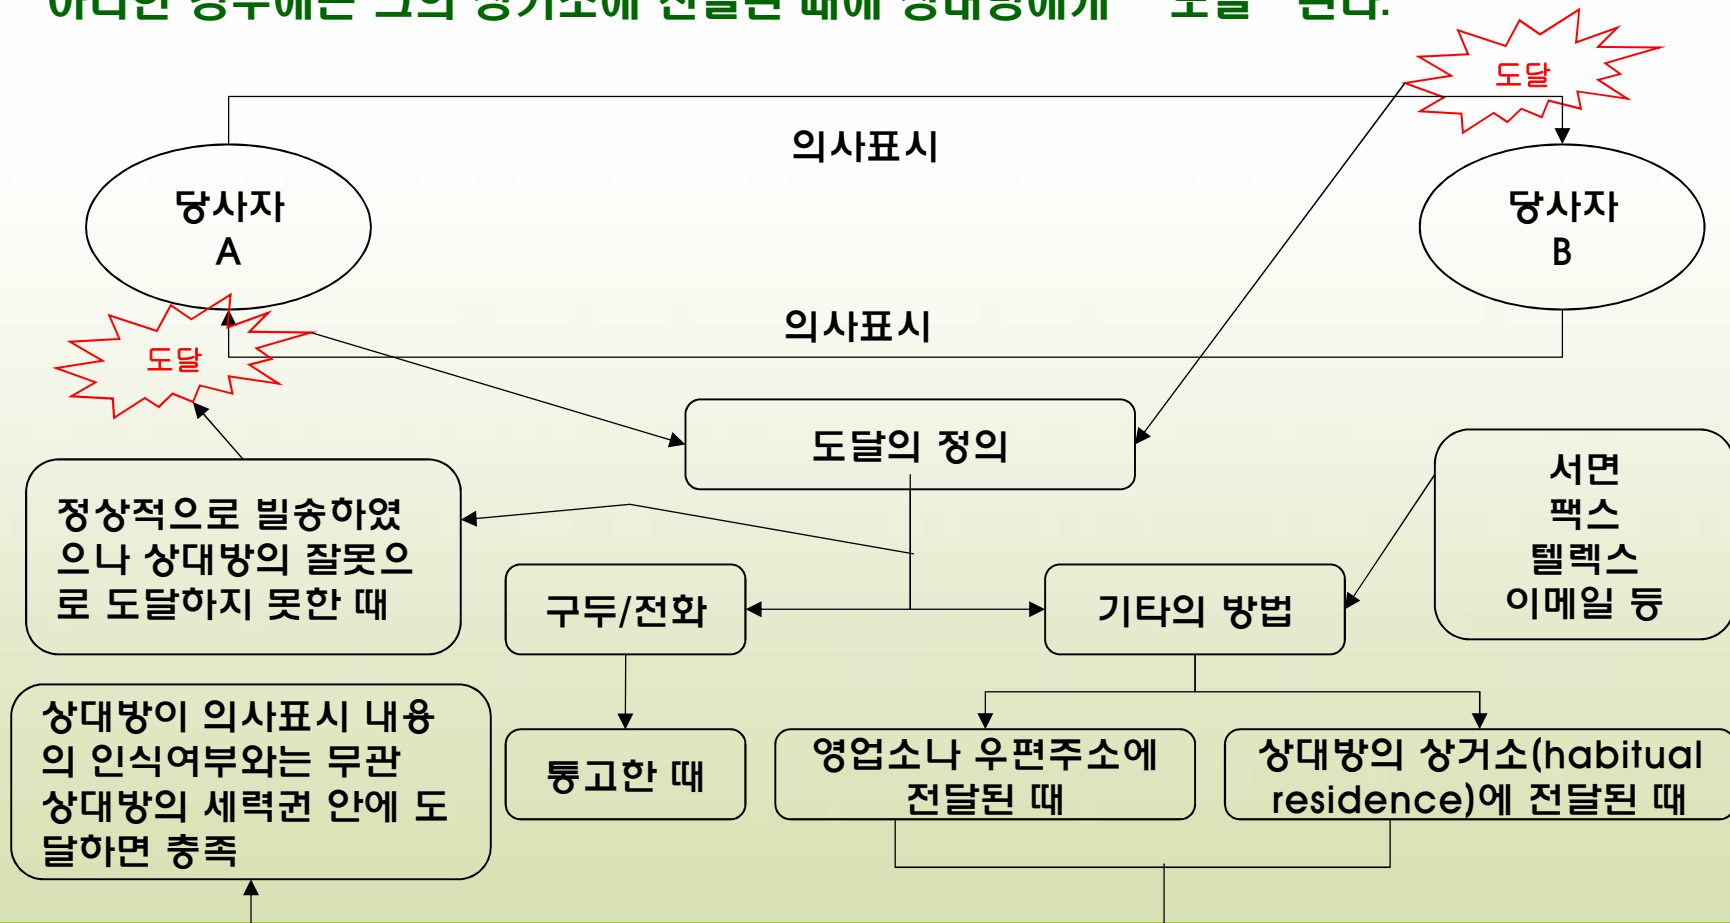 도달
의사표시
당사자
A
당사자
B
의사표시
도달
도달의 정의
서면
팩스
텔렉스
이메일 등
정상적으로 발송하였
으나 상대방의 잘못으
로 도달하지 못한 때
구두/전화
기타의 방법
상대방이 의사표시 내용
의 인식여부와는 무관
상대방의 세력권 안에 도
달하면 충족
통고한 때
영업소나 우편주소에
전달된 때
상대방의 상거소(habitual
residence)에 전달된 때